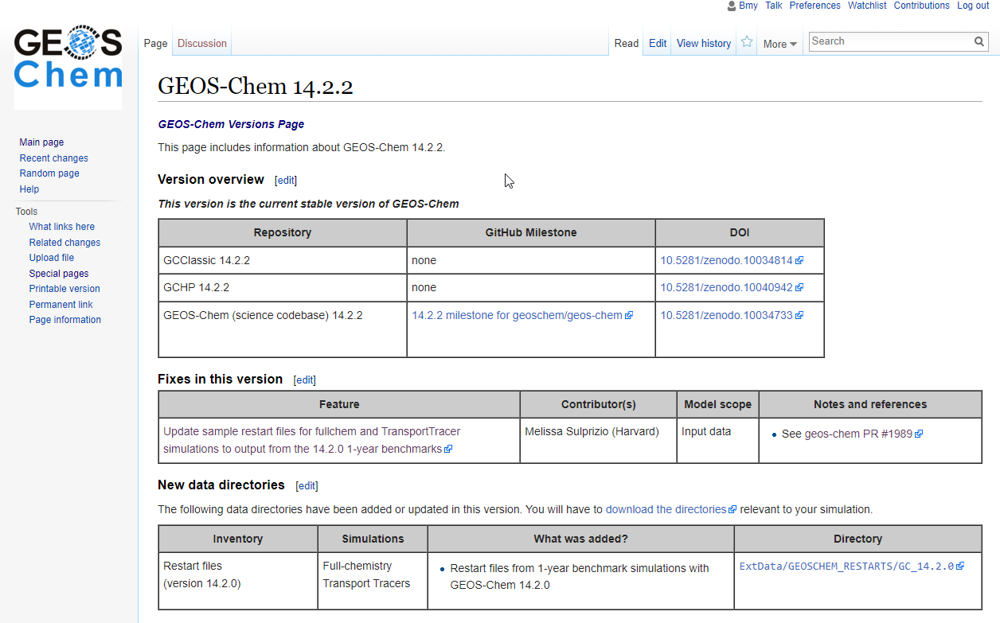 Bmy Talk Preferences Watchlist Contributions Log out
GEOS
Chem
Page Discussion Read Edit View history More Search
GEOS-Chem 14.2.2
GEOS-Chem Versions Page
This page includes information about GEOS-Chem 14.2.2.
Main page
Recent changes
Random page
Help
Tools
What links here
Related changes
Upload file
Special pages
Printable version
Permanent link
Page information
Version overview [edit]
This version is the current stable version of GEOS-Chem
Repository GitHub Milestone DOI
GCClassic 14.2.2 none 10.5281/zenodo.10034814
GCHP 14.2.2 none 10.5281/zenodo.10040942
GEOS-Chem (science codebase) 14.2.2 14.2.2 milestone for geoschem/geos-chem 10.5281/zenodo.10034733
Fixes in this version [edit]
Feature Contributor(s) Model scope Notes and references
Update sample restart files for fullchem and TransportTracer
simulations to output from the 14.2.0 1-year benchmarks
Melissa Sulprizio (Harvard) Input data • See geos-chem PR #1989
New data directories [edit]
The following data directories have been added or updated in this version. You will have to download the directories relevant to your simulation.
Inventory Simulations What was added? Directory
Restart files
(version 14.2.0)
Full-chemistry
Transport Tracers
• Restart files from 1-year benchmark simulations with
GEOS-Chem 14.2.0
ExtData/GEOSCHEM_RESTARTS/GC_14.2.0